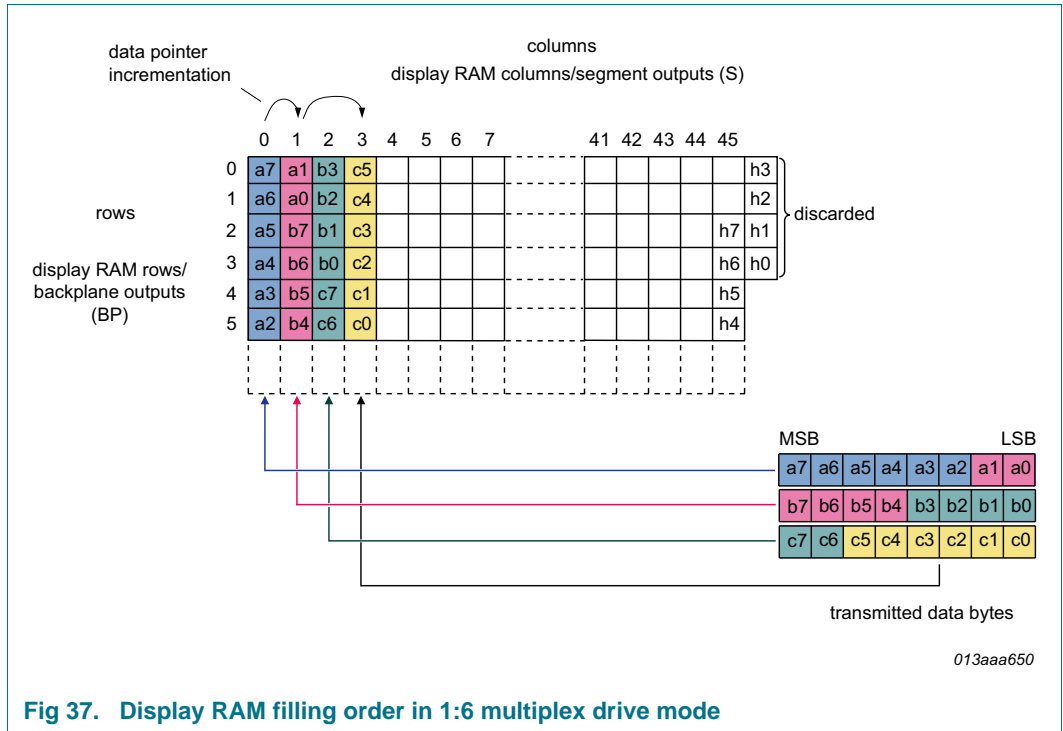 columns
data pointer
incrementation
display RAM columns/segment outputs (S)
0 1 2 3 4 5 6 7 41 42 43 44 45
0 a7 a1 b3 c5 h3
1 a6 a0 b2 c4 h2
rows
2 a5 b7 b1 c3 h7 h1
discarded
3 a4 b6 b0 c2 h6 h0
display RAM rows/
backplane outputs
(BP)
4 a3 b5 c7 c1 h5
5 a2 b4 c6 c0 h4
MSB LSB
a7 a6 a5 a4 a3 a2 a1 a0
b7 b6 b5 b4 b3 b2 b1 b0
c7 c6 c5 c4 c3 c2 c1 c0
transmitted data bytes
013aaa650
Fig 37. Display RAM filling order in 1:6 multiplex drive mode